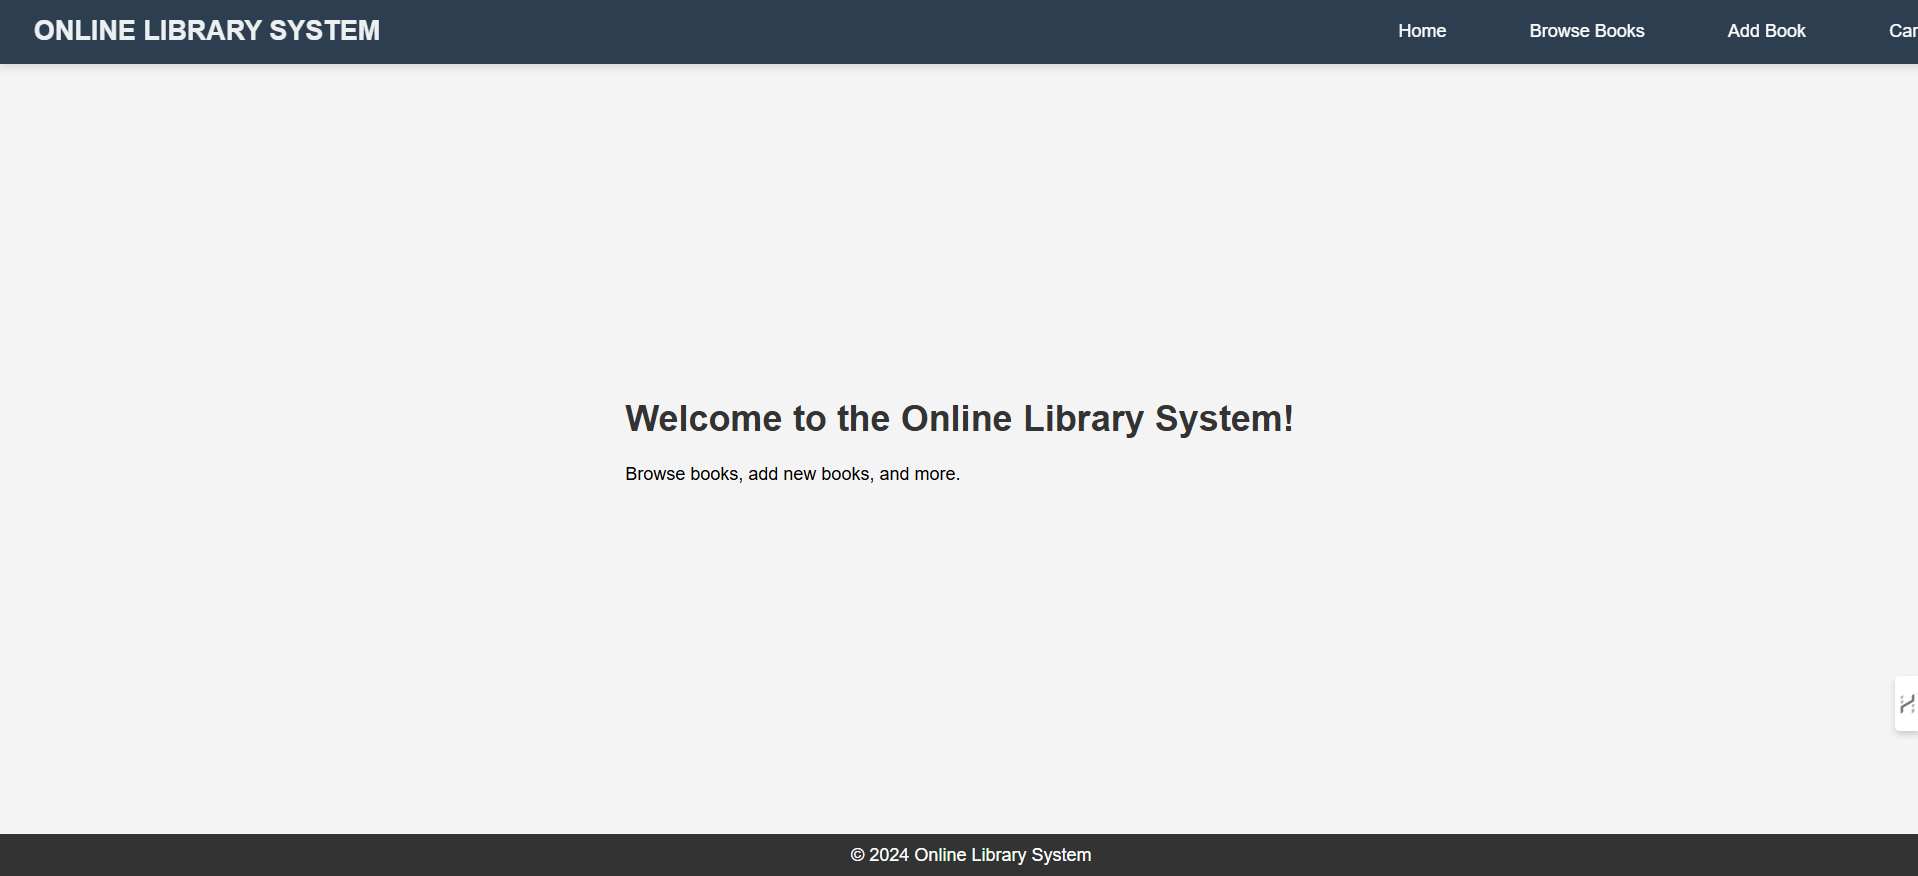 ONLINE LIBRARY SYSTEM
Home Browse Books Add Book
Welcome to the Online Library System!
Browse books, add new books, and more.
© 2024 Online Library System